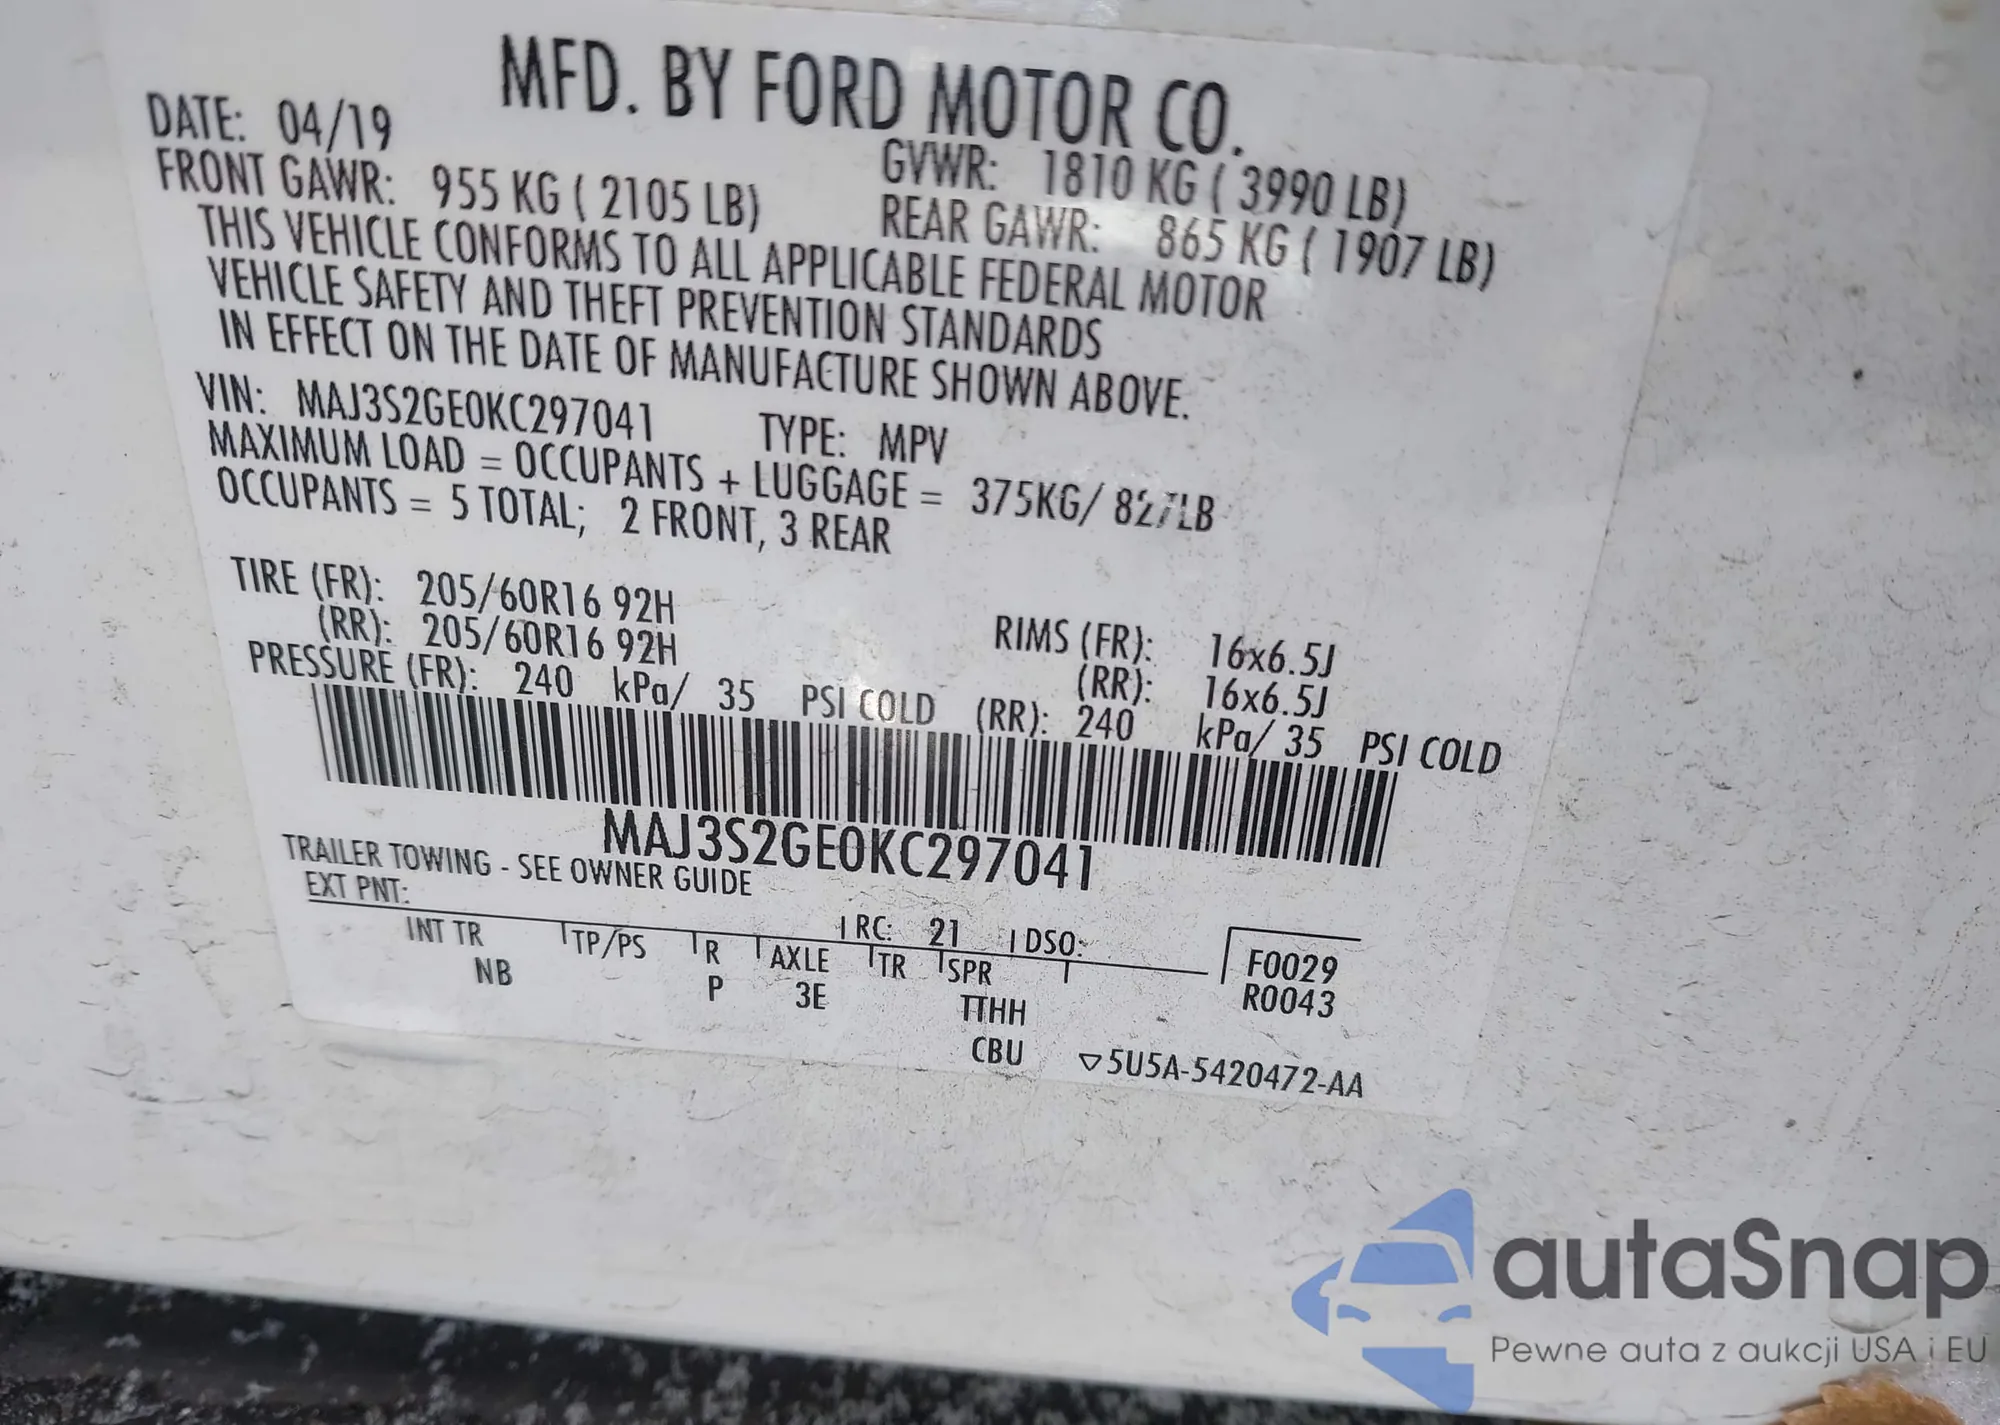 MFD. BY FORD MOTOR CO.
DATE: 04/19
GVWR: 1810 KG ( 3990 LB)
FRONT GAWR: 955 KG ( 2105 LB)
REAR GAWR: 865 KG ( 1907 LB)
THIS VEHICLE CONFORMS TO ALL APPLICABLE FEDERAL MOTOR
VEHICLE SAFETY AND THEFT PREVENTION STANDARDS
IN EFFECT ON THE DATE OF MANUFACTURE SHOWN ABOVE.
VIN: MAJ3S2GE0KC297041 TYPE: MPV
MAXIMUM LOAD = OCCUPANTS + LUGGAGE = 375KG/ 827LB
OCCUPANTS = 5 TOTAL; 2 FRONT, 3 REAR
TIRE (FR): 205/60R16 92H RIMS (FR): 16x6.5J
(RR): 205/60R16 92H (RR): 16x6.5J
PRESSURE (FR): 240 kPa/ 35 PSI COLD (RR): 240 kPa/ 35 PSI COLD
MAJ3S2GE0KC297041
TRAILER TOWING - SEE OWNER GUIDE
EXT PNT: RC: 21 DSO:
INT TR TP/PS R AXLE TR SPR F0029
NB P 3E TTHH R0043
CBU ▽5U5A-5420472-AA
autaSnap
Pewne auta z aukcji USA i EU